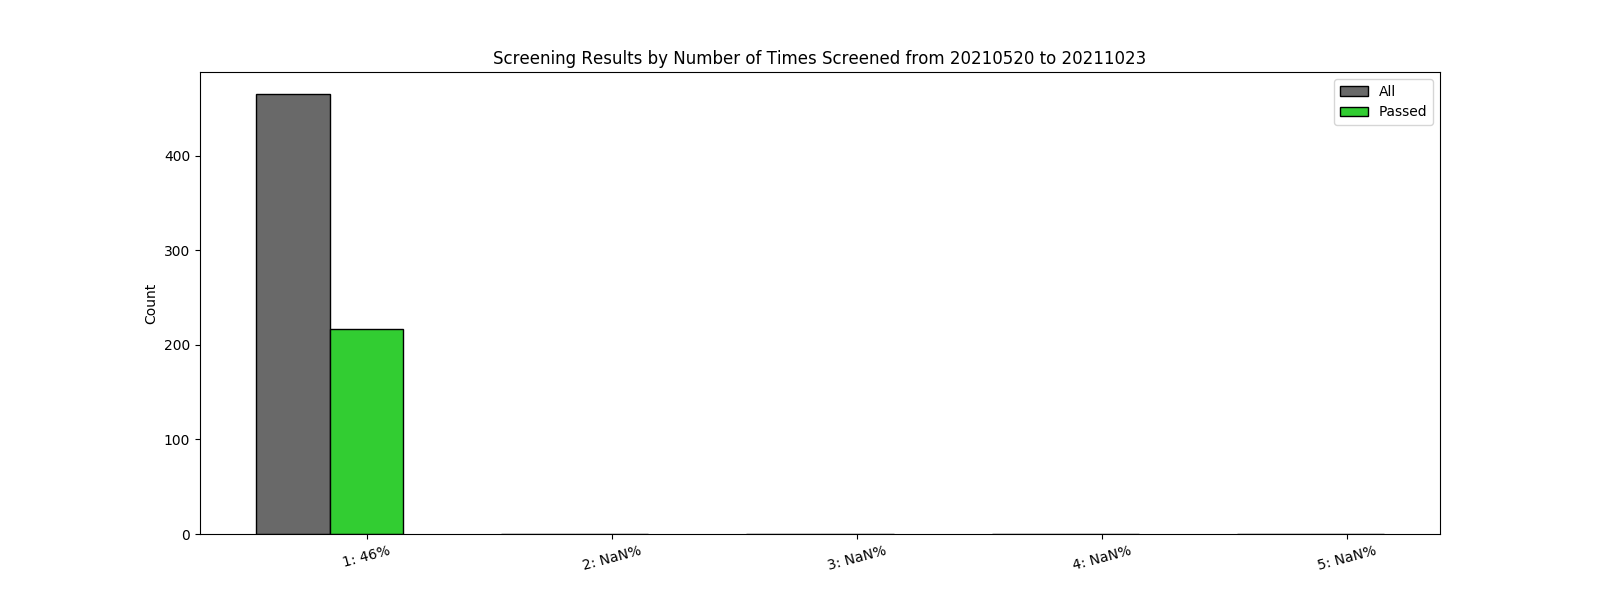 Screening Results by Number of Times Screened from 20210520 to 20211023
All
Passed
400
300
200
100
0
Count
1: 46%
2: NaN%
3: NaN%
4: NaN%
5: NaN%